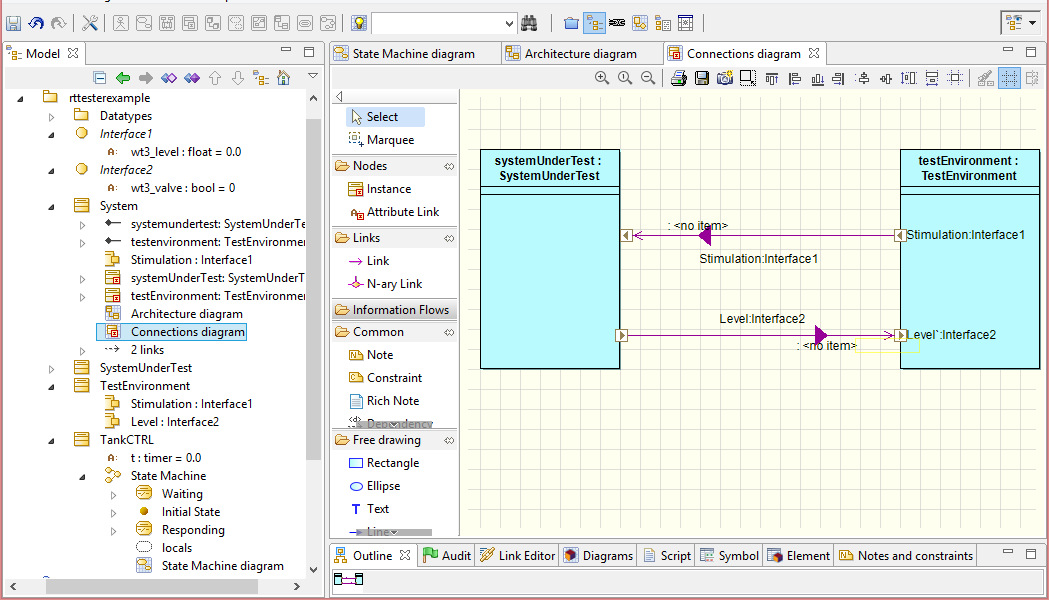 Model
State Machine diagram
Architecture diagram
Connections diagram
rttesterexample
Datatypes
Interface1
wt3_level : float = 0.0
Interface2
wt3_valve : bool = 0
System
systemundertest: SystemUnderTe
testenvironment: TestEnvironme
Stimulation : Interface1
systemUnderTest: SystemUnderT
testEnvironment: TestEnvironme
Architecture diagram
Connections diagram
2 links
SystemUnderTest
TestEnvironment
Stimulation : Interface1
Level : Interface2
TankCTRL
t : timer = 0.0
State Machine
Waiting
Initial State
Responding
locals
State Machine diagram
Select
Marquee
Nodes
Instance
Attribute Link
Links
Link
N-ary Link
Information Flows
Common
Note
Constraint
Rich Note
Dependency
Free drawing
Rectangle
Ellipse
Text
Line
systemUnderTest :
SystemUnderTest
testEnvironment :
TestEnvironment
: <no item>
Stimulation:Interface1
Stimulation:Interface1
Level:Interface2
Level`:Interface2
: <no item>
Outline
Audit
Link Editor
Diagrams
Script
Symbol
Element
Notes and constraints